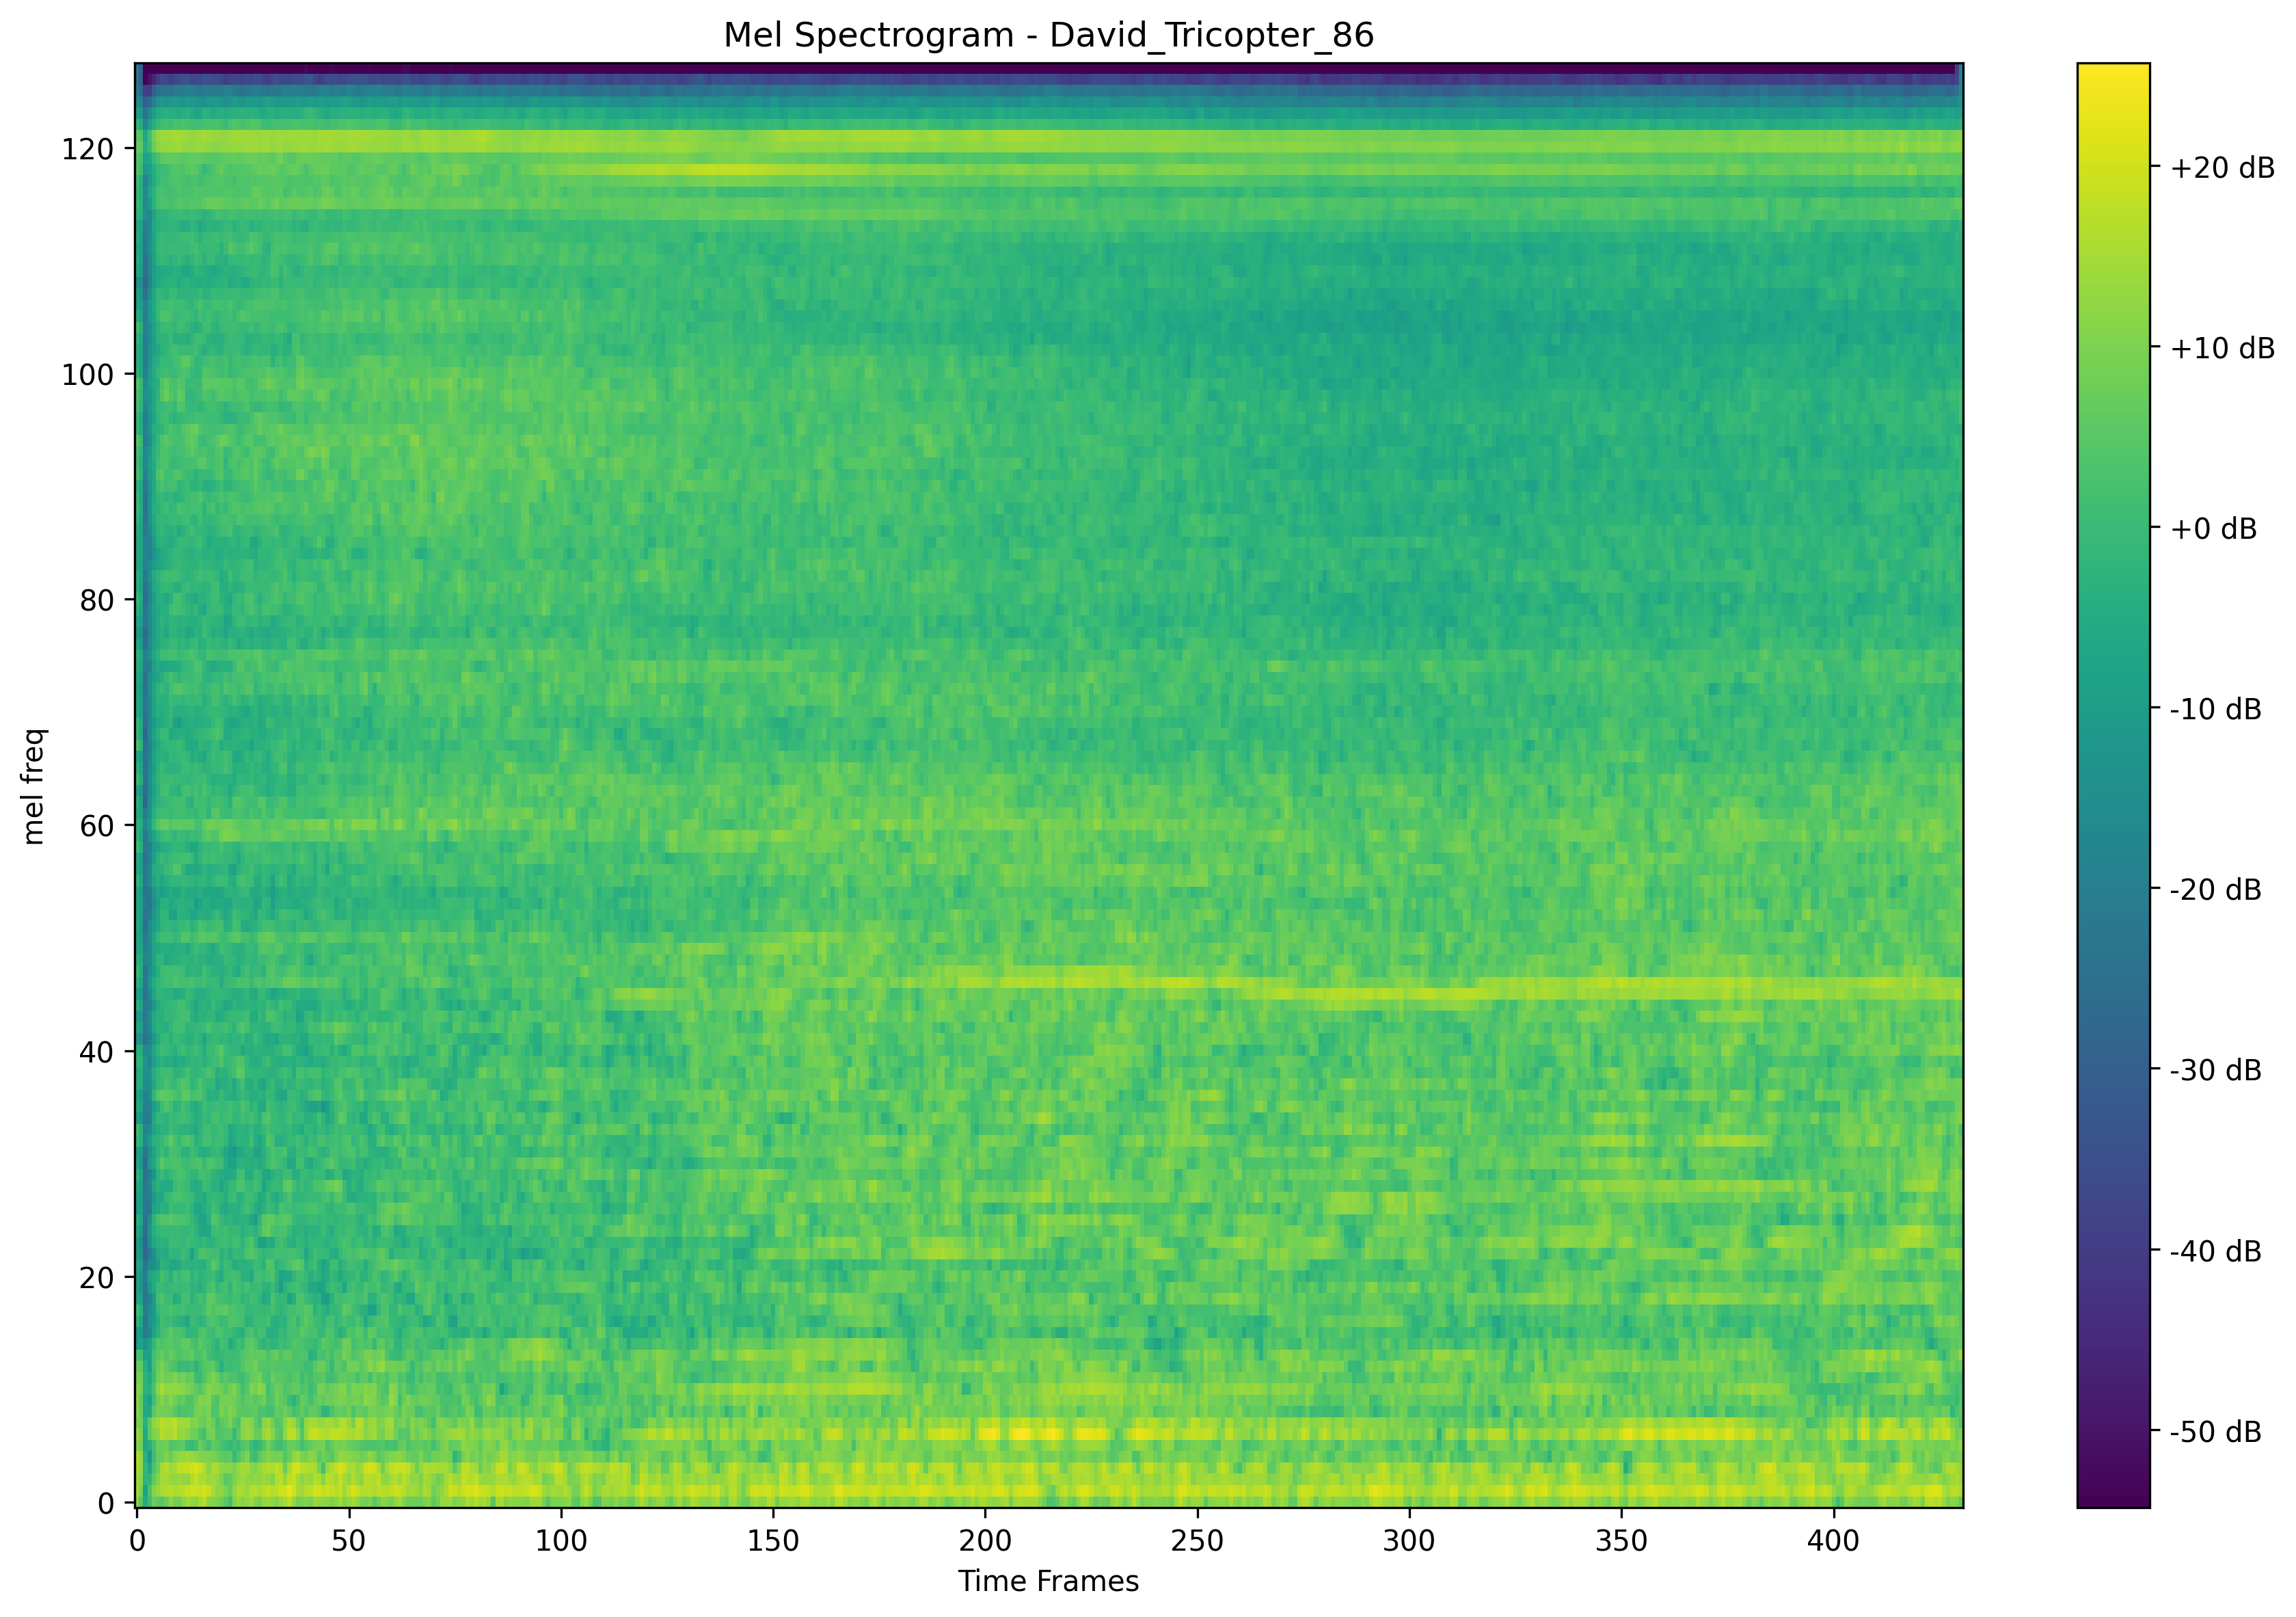 Mel Spectrogram - David_Tricopter_86
mel freq
120
100
80
60
40
20
0
0 50 100 150 200 250 300 350 400
Time Frames
+20 dB
+10 dB
+0 dB
-10 dB
-20 dB
-30 dB
-40 dB
-50 dB